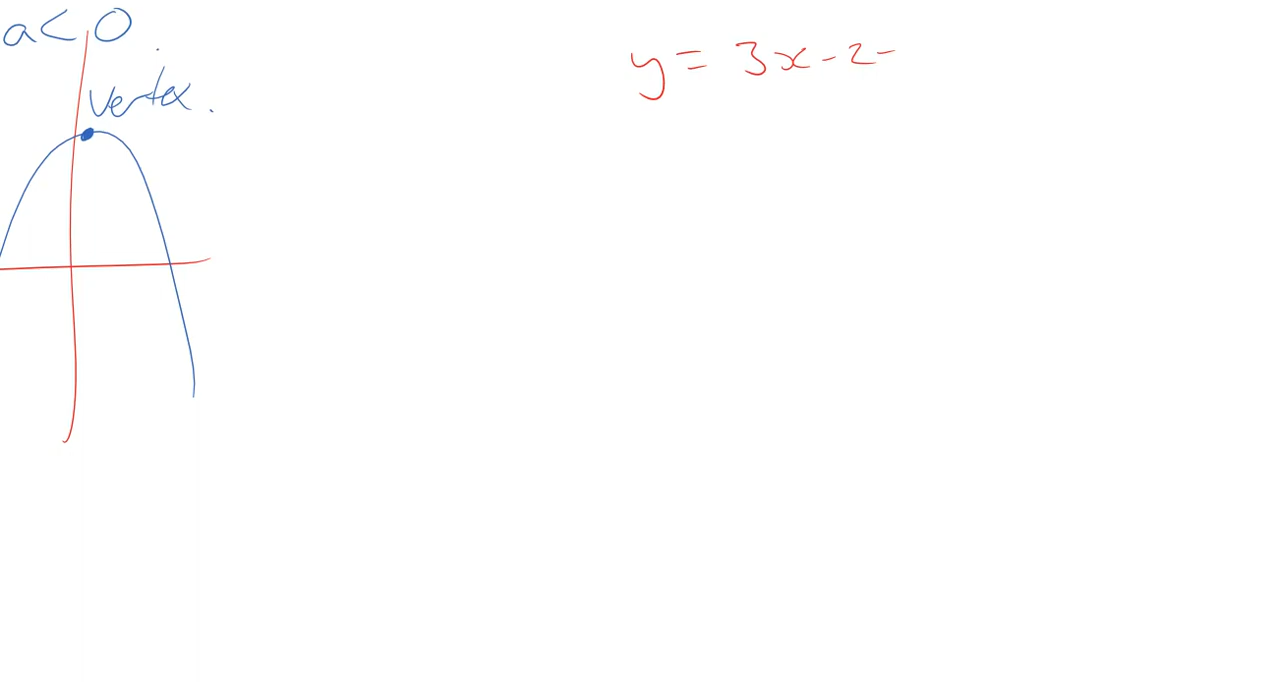 a<0
vertex.
y = 3x-2-